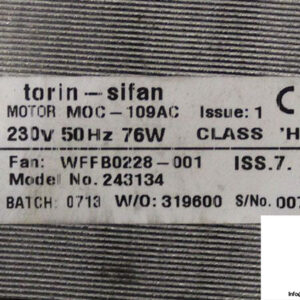 torin-sifan
MOTOR MOC-109AC Issue: 1
230v 50Hz 76W CLASS 'H
Fan: WFFB0228-001 ISS.7.
Model No. 243134
BATCH: 0713 W/O: 319600 S/No. 007